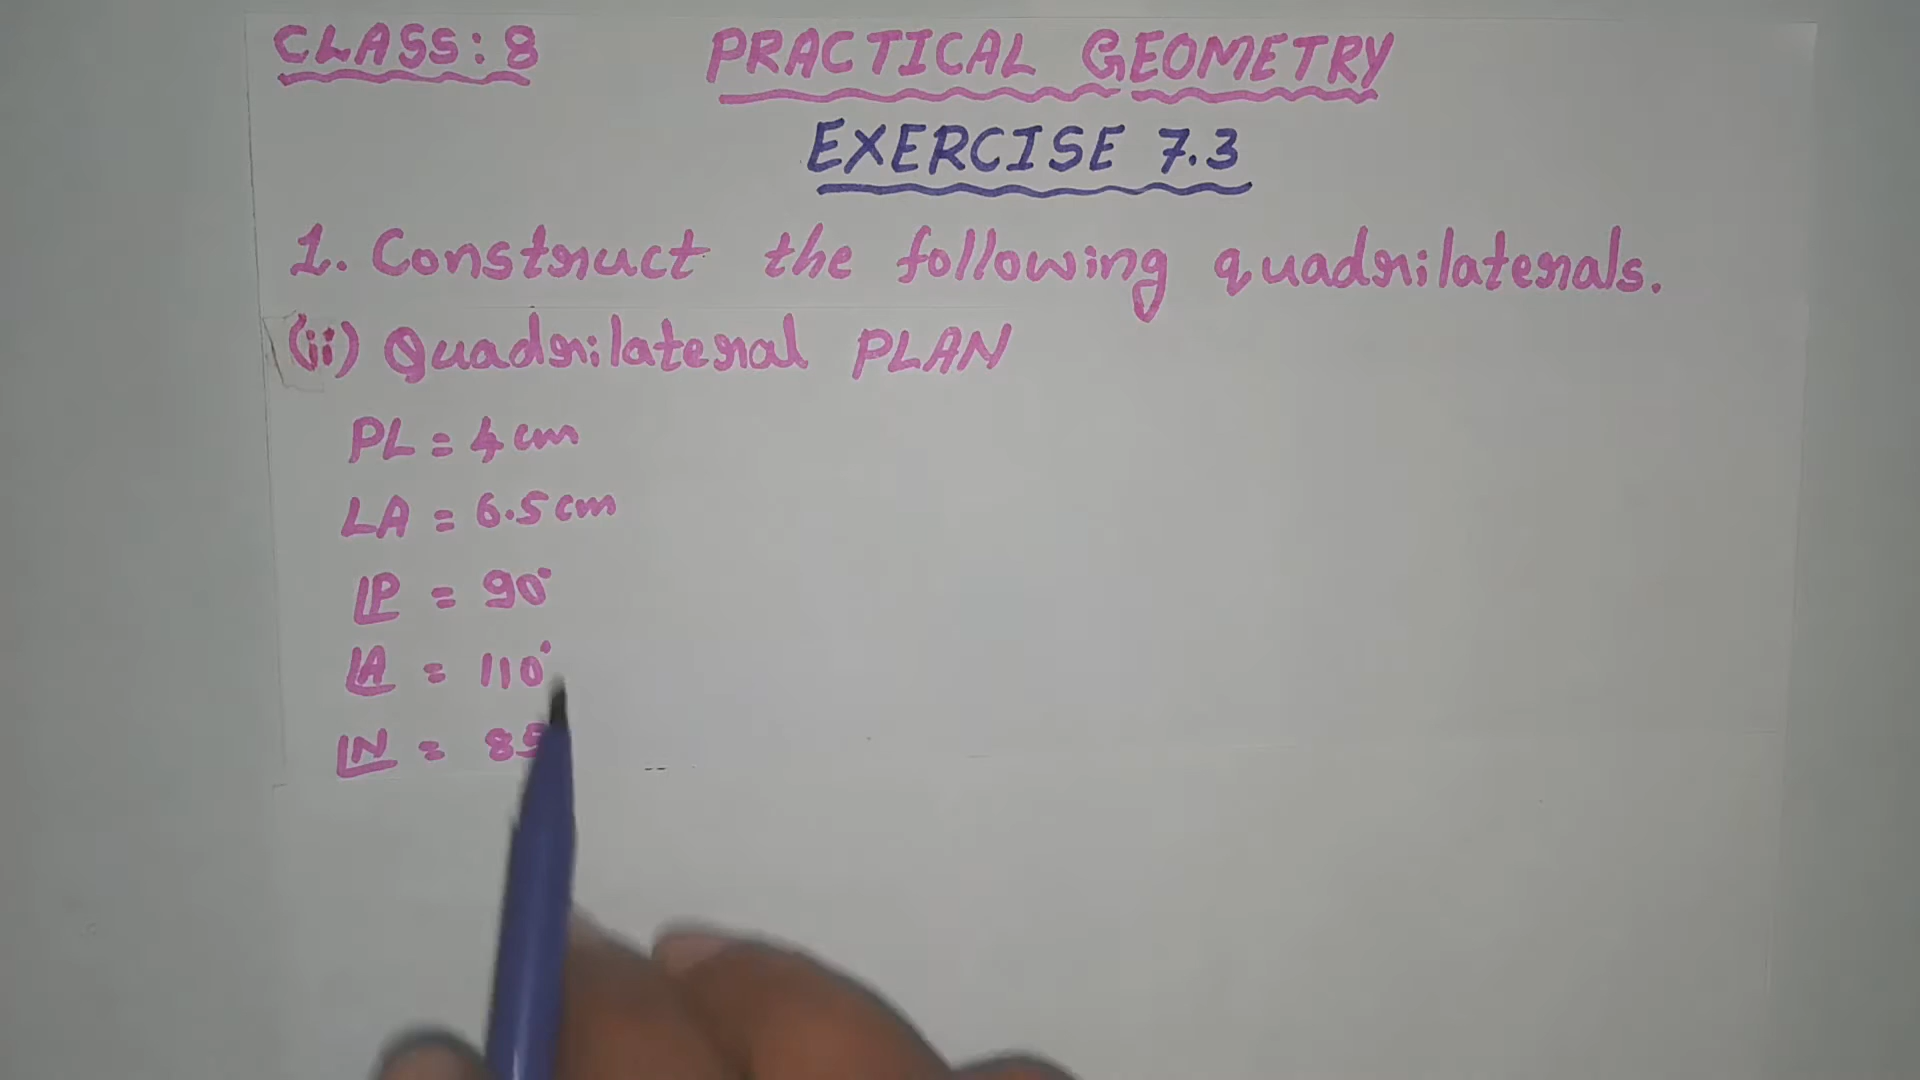 CLASS: 8
PRACTICAL GEOMETRY
EXERCISE 7.3
1. Construct the following quadrilaterals.
(ii) Quadrilateral PLAN
PL = 4 cm
LA = 6.5 cm
∠P = 90°
∠A = 110°
∠N = 85